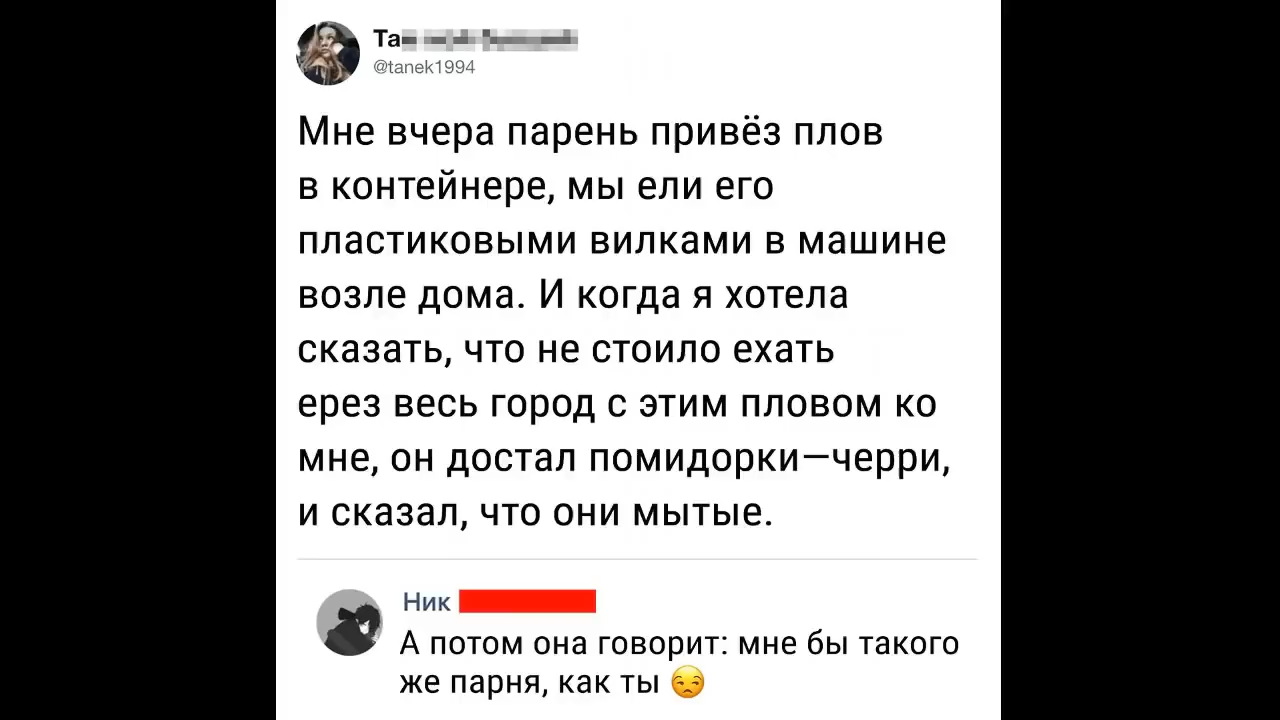 Та
@tanek1994
Мне вчера парень привёз плов
в контейнере, мы ели его
пластиковыми вилками в машине
возле дома. И когда я хотела
сказать, что не стоило ехать
ерез весь город с этим пловом ко
мне, он достал помидорки—черри,
и сказал, что они мытые.
Ник
А потом она говорит: мне бы такого
же парня, как ты 😒